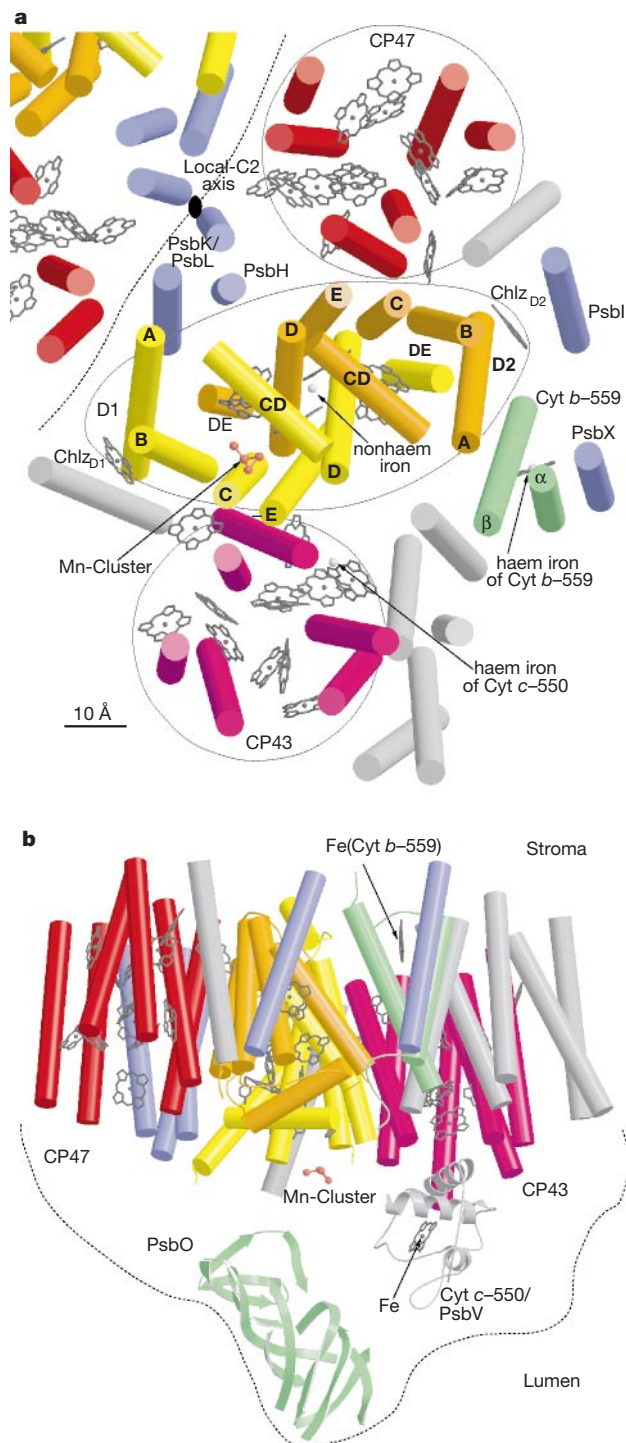 a
CP47
Local-C2
axis
PsbK/
PsbL
PsbH
Chlz D2
PsbI
E
C
D
B
A
DE
D2
CD
CD
D1
DE
B
nonhaem
iron
A
D
Cyt b–559
PsbX
Chlz D1
C
E
β
α
Mn-Cluster
haem iron
of Cyt b–559
haem iron
of Cyt c–550
10 Å
CP43
b
Fe(Cyt b–559)
Stroma
CP47
Mn-Cluster
CP43
PsbO
Fe
Cyt c–550/
PsbV
Lumen